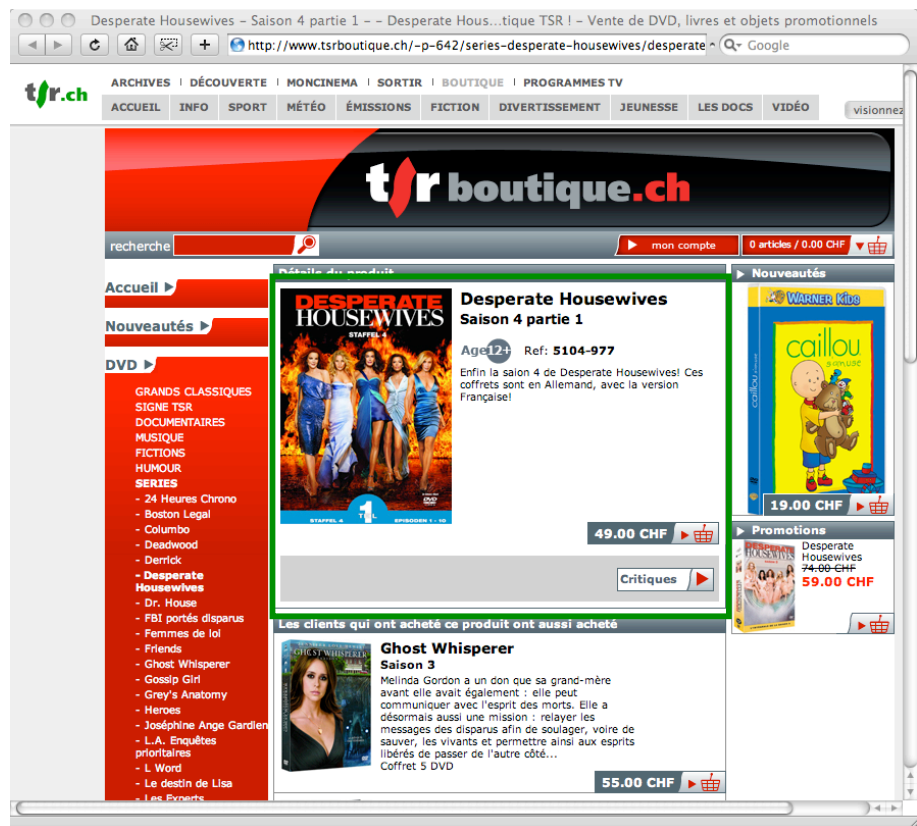 Desperate Housewives – Saison 4 partie 1 – – Desperate Hous...tique TSR ! – Vente de DVD, livres et objets promotionnels
http://www.tsrboutique.ch/-p-642/series-desperate-housewives/desperate
Google
tsr.ch
ARCHIVES | DÉCOUVERTE | MONCINEMA | SORTIR | BOUTIQUE | PROGRAMMES TV
ACCUEIL INFO SPORT MÉTÉO ÉMISSIONS FICTION DIVERTISSEMENT JEUNESSE LES DOCS VIDÉO
visionnez
tsr boutique.ch
recherche
mon compte
0 articles / 0.00 CHF
Accueil
Nouveautés
DVD
GRANDS CLASSIQUES
SIGNE TSR
DOCUMENTAIRES
MUSIQUE
FICTIONS
HUMOUR
SERIES
- 24 Heures Chrono
- Boston Legal
- Columbo
- Deadwood
- Derrick
- Desperate
Housewives
- Dr. House
- FBI portés disparus
- Femmes de loi
- Friends
- Ghost Whisperer
- Gossip Girl
- Grey's Anatomy
- Heroes
- Joséphine Ange Gardien
- L.A. Enquêtes
prioritaires
- L Word
- Le destin de Lisa
- Les Experts
Détails du produit
DESPERATE
HOUSEWIVES
STAFFEL 4
1
TEIL
STAFFEL 4
EPISODEN 1 - 10
DVD
Desperate Housewives
Saison 4 partie 1
Age 12+ Ref: 5104-977
Enfin la saion 4 de Desperate Housewives! Ces
coffrets sont en Allemand, avec la version
Française!
49.00 CHF
Critiques
Les clients qui ont acheté ce produit ont aussi acheté
GHOST WHISPERER
Ghost Whisperer
Saison 3
Melinda Gordon a un don que sa grand-mère
avant elle avait également : elle peut
communiquer avec l'esprit des morts. Elle a
désormais aussi une mission : relayer les
messages des disparus afin de soulager, voire de
sauver, les vivants et permettre ainsi aux esprits
libérés de passer de l'autre côté...
Coffret 5 DVD
55.00 CHF
Nouveautés
WARNER KIDS
caillou
s'amuse
19.00 CHF
Promotions
DESPERATE
HOUSEWIVES
Desperate
Housewives
74.00 CHF
59.00 CHF